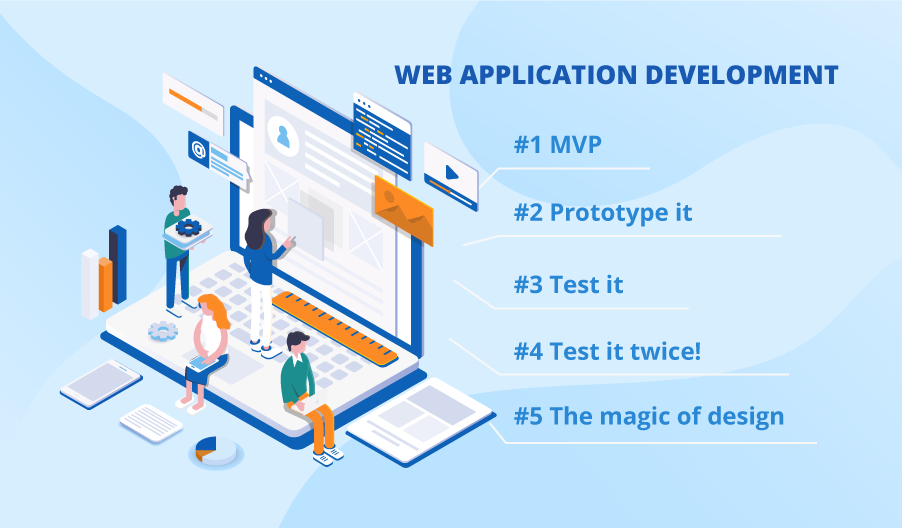 WEB APPLICATION DEVELOPMENT
#1 MVP
#2 Prototype it
#3 Test it
#4 Test it twice!
#5 The magic of design
@